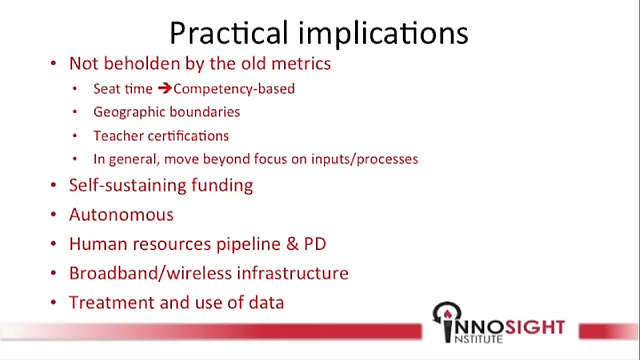 Practical implications
• Not beholden by the old metrics
• Seat time ➔Competency-based
• Geographic boundaries
• Teacher certifications
• In general, move beyond focus on inputs/processes
• Self-sustaining funding
• Autonomous
• Human resources pipeline & PD
• Broadband/wireless infrastructure
• Treatment and use of data
INNOSIGHT
INSTITUTE